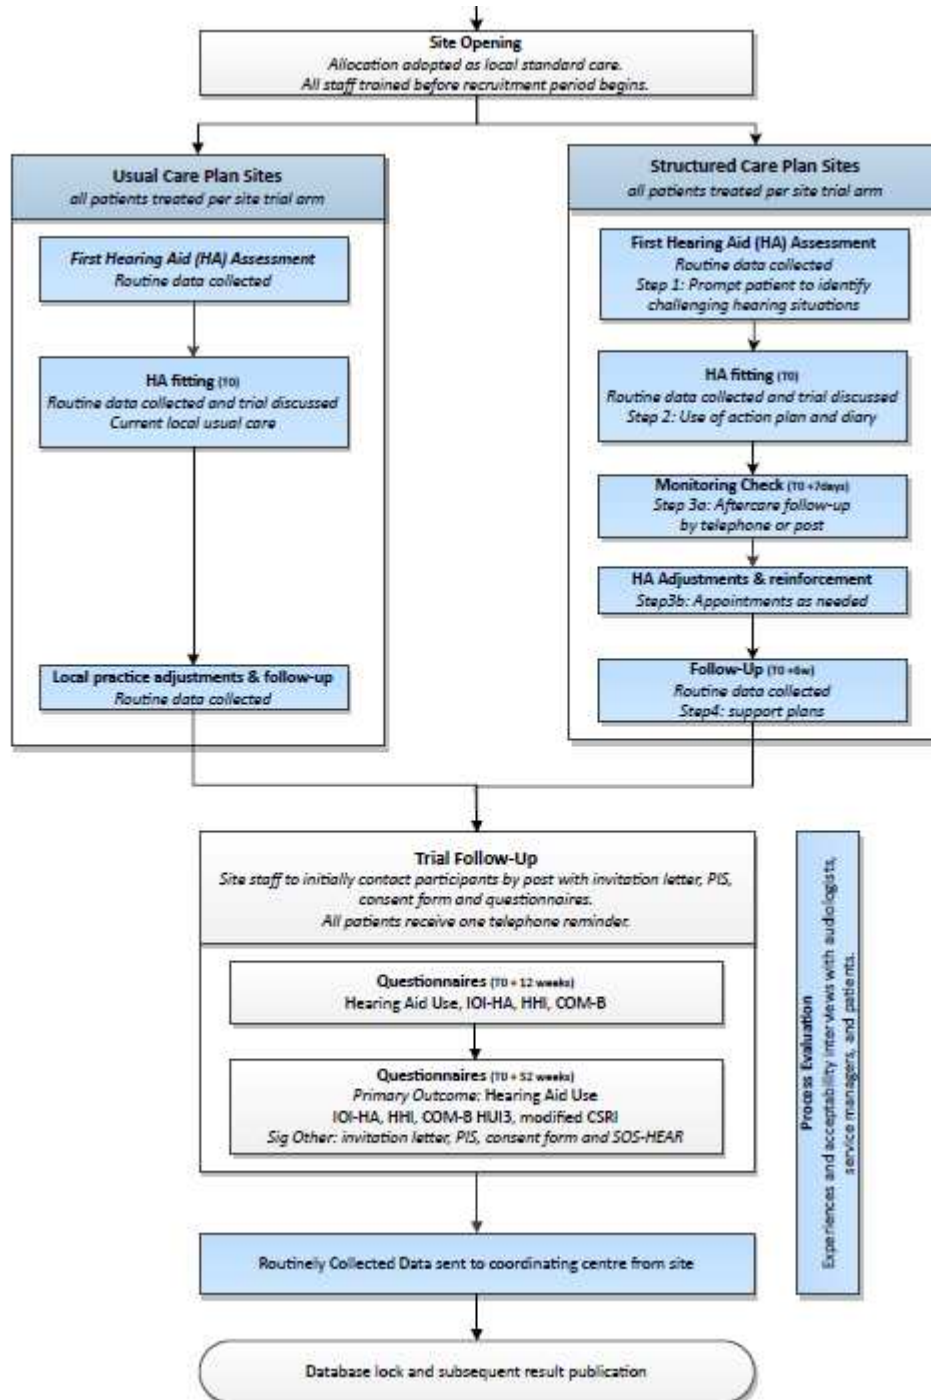 Site Opening
Allocation adopted as local standard care.
All staff trained before recruitment period begins.
Usual Care Plan Sites
all patients treated per site trial arm
First Hearing Aid (HA) Assessment
Routine data collected
HA fitting (T0)
Routine data collected and trial discussed
Current local usual care
Local practice adjustments & follow-up
Routine data collected
Structured Care Plan Sites
all patients treated per site trial arm
First Hearing Aid (HA) Assessment
Routine data collected
Step 1: Prompt patient to identify
challenging hearing situations
HA fitting (T0)
Routine data collected and trial discussed
Step 2: Use of action plan and diary
Monitoring Check (T0 +7days)
Step 3a: Aftercare follow-up
by telephone or post
HA Adjustments & reinforcement
Step3b: Appointments as needed
Follow-Up (T0 +6w)
Routine data collected
Step4: support plans
Trial Follow-Up
Site staff to initially contact participants by post with invitation letter, PIS,
consent form and questionnaires.
All patients receive one telephone reminder.
Questionnaires (T0 + 12 weeks)
Hearing Aid Use, IOI-HA, HHI, COM-B
Questionnaires (T0 + 52 weeks)
Primary Outcome: Hearing Aid Use
IOI-HA, HHI, COM-B HUI3, modified CSRI
Sig Other: invitation letter, PIS, consent form and SOS-HEAR
Process Evaluation
Experiences and acceptability interviews with audiologists,
service managers, and patients.
Routinely Collected Data sent to coordinating centre from site
Database lock and subsequent result publication